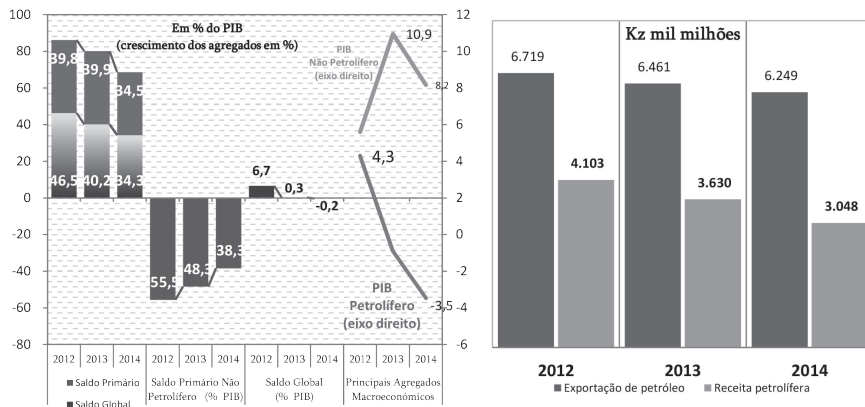 Em % do PIB
(crescimento dos agregados em %)
100
80
60
40
20
0
-20
-40
-60
-80
12
10
8
6
4
2
0
-2
-4
-6
39,8
39,9
34,5
46,5
40,2
34,3
55,5
48,3
38,3
6,7
0,3
-0,2
PIB
Não Petrolífero
(eixo direito)
10,9
8,2
4,3
PIB
Petrolífero
(eixo direito)
-3,5
2012 2013 2014 2012 2013 2014 2012 2013 2014 2012 2013 2014
Saldo Primário
Saldo Global
Saldo Primário Não
Petrolífero (% PIB)
Saldo Global
(% PIB)
Principais Agregados
Macroeconómicos
Kz mil milhões
6.719
4.103
6.461
3.630
6.249
3.048
2012 2013 2014
Exportação de petróleo Receita petrolífera